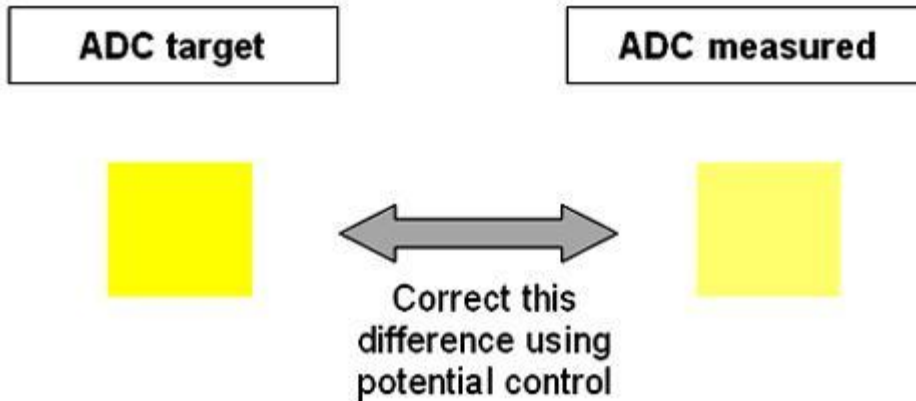 ADC target
ADC measured
Correct this
difference using
potential control